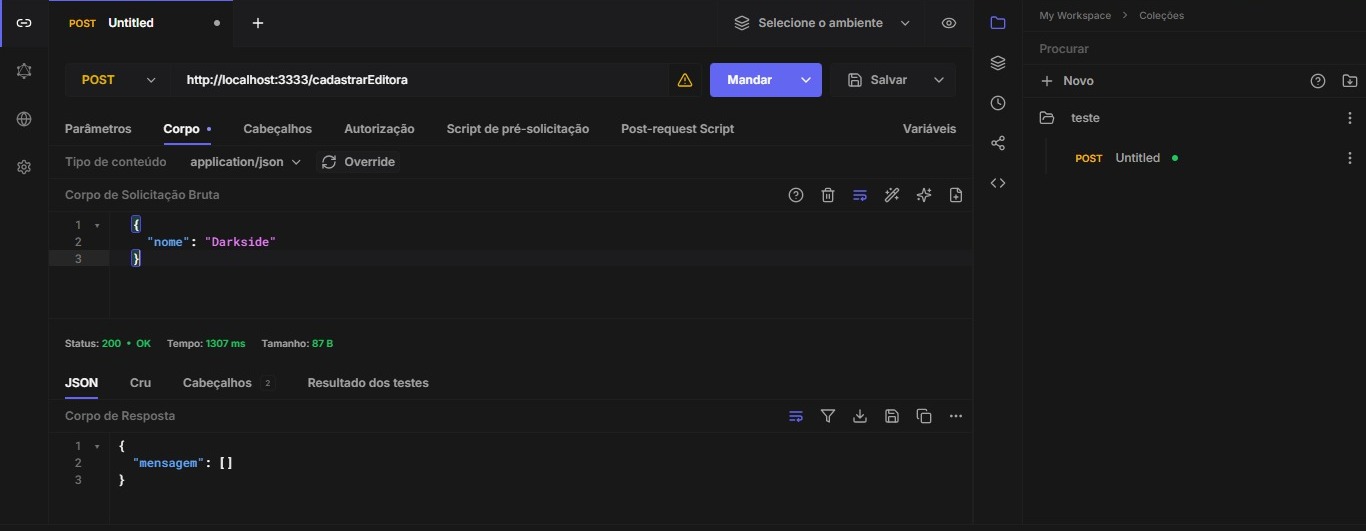 POST Untitled
Selecione o ambiente
My Workspace > Coleções
Procurar
POST
http://localhost:3333/cadastrarEditora
Mandar
Salvar
+ Novo
teste
POST Untitled
Parâmetros Corpo Cabeçalhos Autorização Script de pré-solicitação Post-request Script Variáveis
Tipo de conteúdo application/json Override
Corpo de Solicitação Bruta
1 {
2 "nome": "Darkside"
3 }
Status: 200 • OK Tempo: 1307 ms Tamanho: 87 B
JSON Cru Cabeçalhos 2 Resultado dos testes
Corpo de Resposta
1 {
2 "mensagem": []
3 }